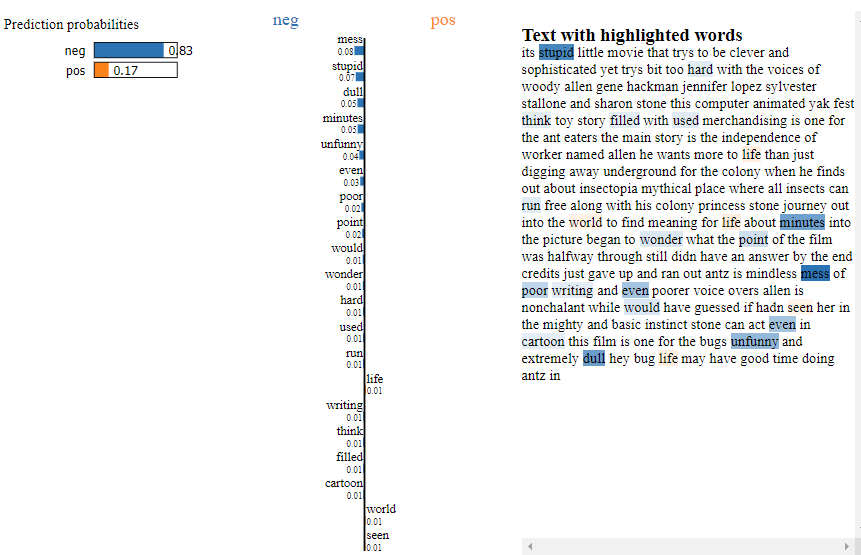 Prediction probabilities
neg 0.83
pos 0.17
neg pos
mess
0.08
stupid
0.07
dull
0.05
minutes
0.05
unfunny
0.04
even
0.03
poor
0.02
point
0.02
would
0.01
wonder
0.01
hard
0.01
used
0.01
run
0.01
life
0.01
writing
0.01
think
0.01
filled
0.01
cartoon
0.01
world
0.01
seen
0.01
Text with highlighted words
its stupid little movie that trys to be clever and
sophisticated yet trys bit too hard with the voices of
woody allen gene hackman jennifer lopez sylvester
stallone and sharon stone this computer animated yak fest
think toy story filled with used merchandising is one for
the ant eaters the main story is the independence of
worker named allen he wants more to life than just
digging away underground for the colony when he finds
out about insectopia mythical place where all insects can
run free along with his colony princess stone journey out
into the world to find meaning for life about minutes into
the picture began to wonder what the point of the film
was halfway through still didn have an answer by the end
credits just gave up and ran out antz is mindless mess of
poor writing and even poorer voice overs allen is
nonchalant while would have guessed if hadn seen her in
the mighty and basic instinct stone can act even in
cartoon this film is one for the bugs unfunny and
extremely dull hey bug life may have good time doing
antz in